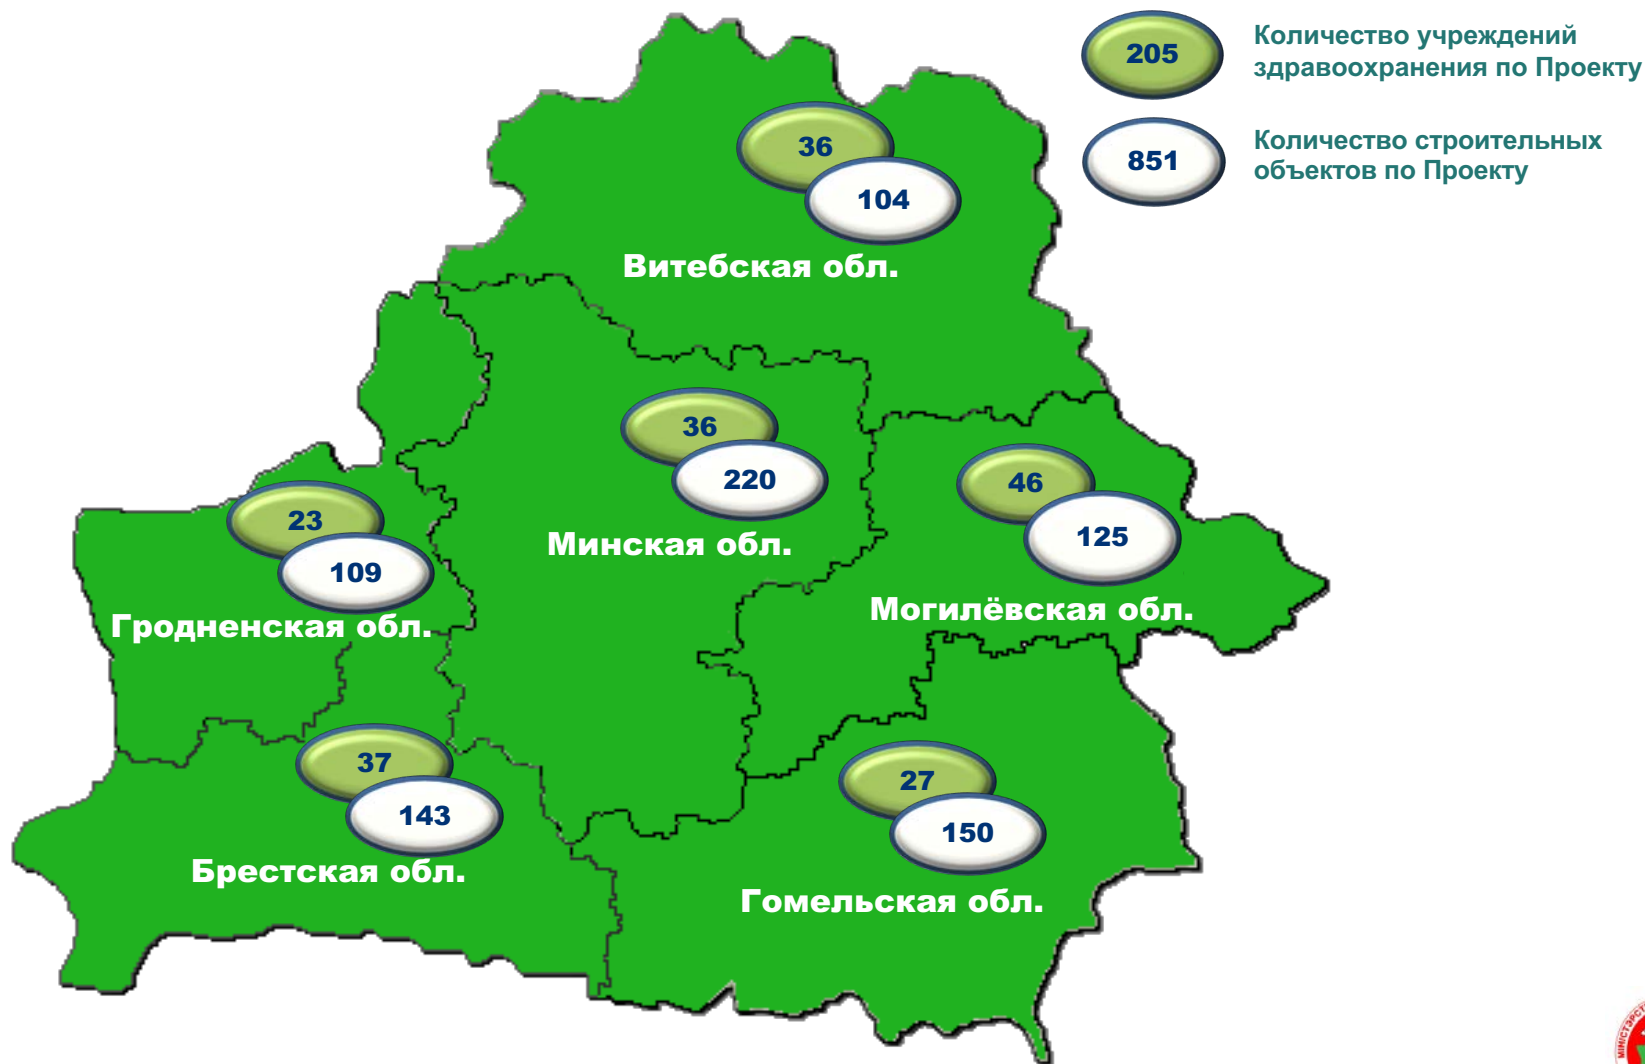 205
Количество учреждений
здравоохранения по Проекту
851
Количество строительных
объектов по Проекту
36
104
Витебская обл.
36
220
Минская обл.
46
125
Могилёвская обл.
23
109
Гродненская обл.
37
143
Брестская обл.
27
150
Гомельская обл.